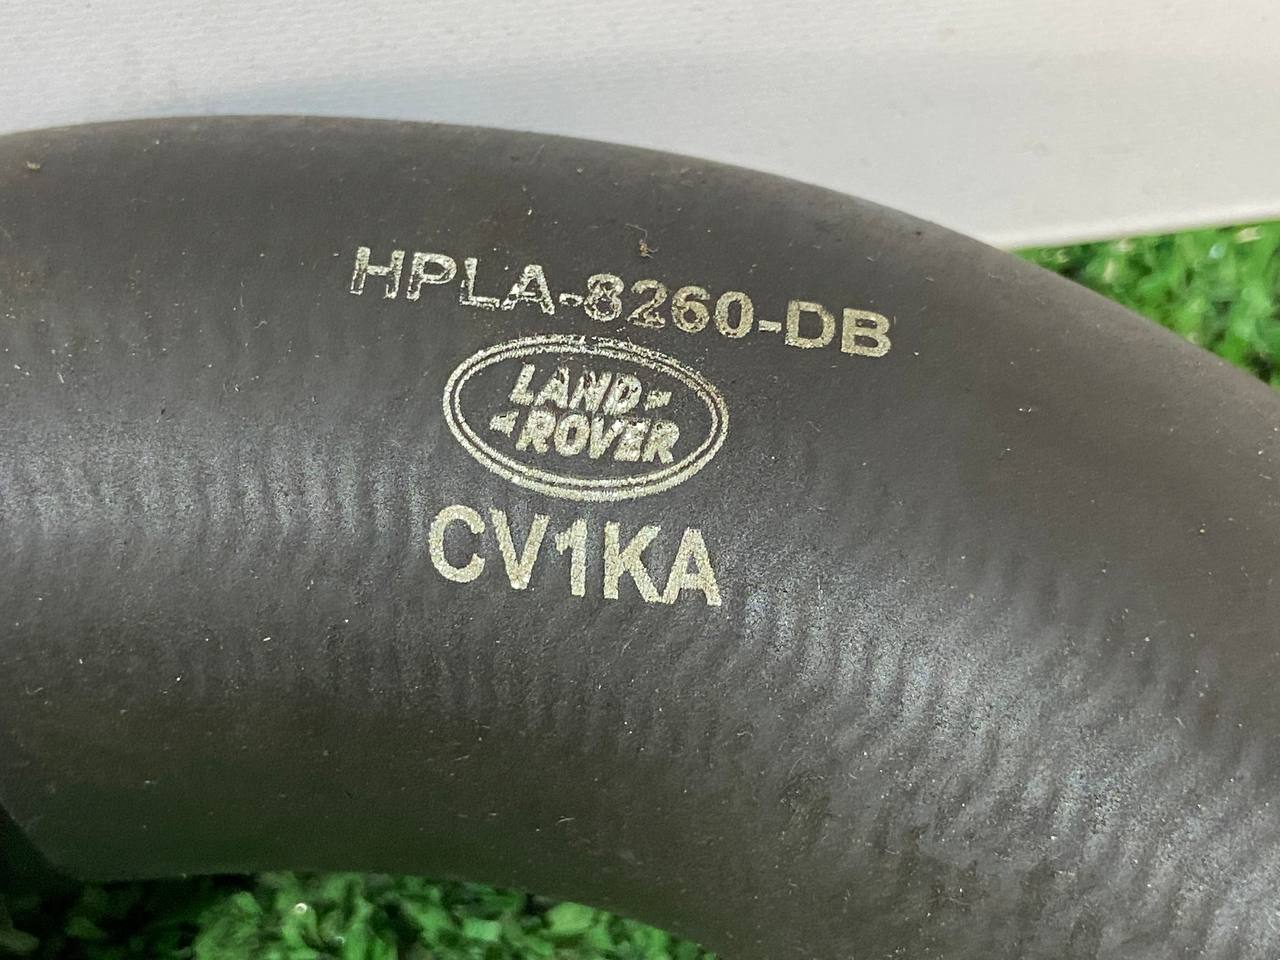 HPLA-8260-DB
LAND-
ROVER
CV1KA